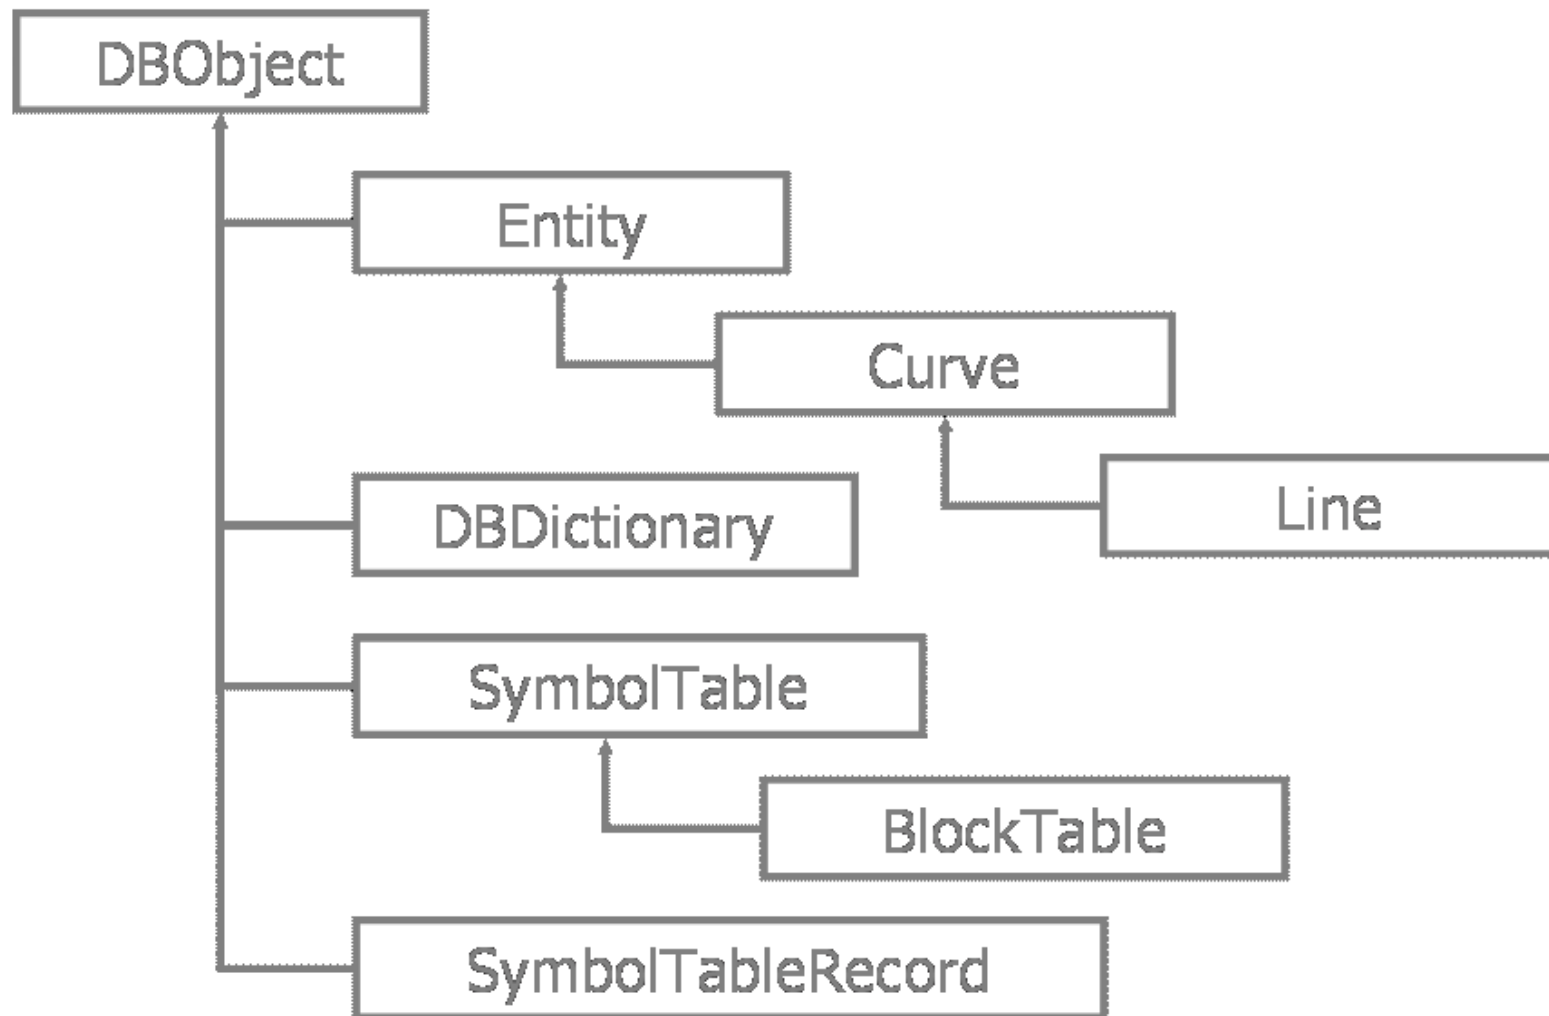 DBObject
Entity
Curve
Line
DBDictionary
SymbolTable
BlockTable
SymbolTableRecord